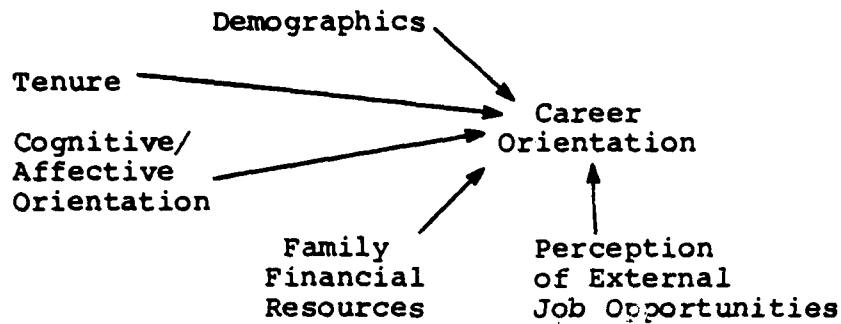 Demographics
Tenure
Career
Orientation
Cognitive/
Affective
Orientation
Family
Financial
Resources
Perception
of External
Job Opportunities